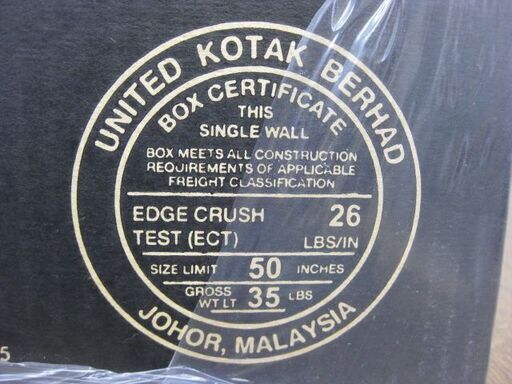 UNITED KOTAK BERHAD
BOX CERTIFICATE
THIS
SINGLE WALL
BOX MEETS ALL CONSTRUCTION
REQUIREMENTS OF APPLICABLE
FREIGHT CLASSIFICATION
EDGE CRUSH 26
TEST (ECT) LBS/IN
SIZE LIMIT 50 INCHES
GROSS
WT LT 35 LBS
JOHOR, MALAYSIA
5